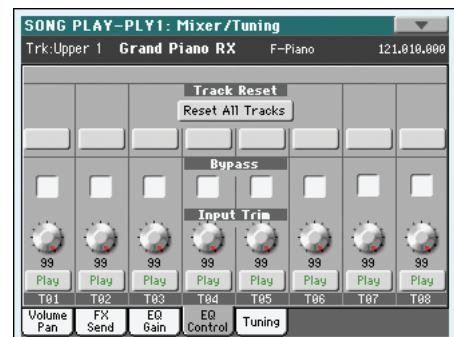 SONG PLAY-PLY1: Mixer/Tuning
Trk:Upper 1 Grand Piano RX F-Piano 121.010.000
Track Reset
Reset All Tracks
Bypass
Input Trim
99 99 99 99 99 99 99 99
Play Play Play Play Play Play Play Play
T01 T02 T03 T04 T05 T06 T07 T08
Volume Pan
FX Send
EQ Gain
EQ Control
Tuning